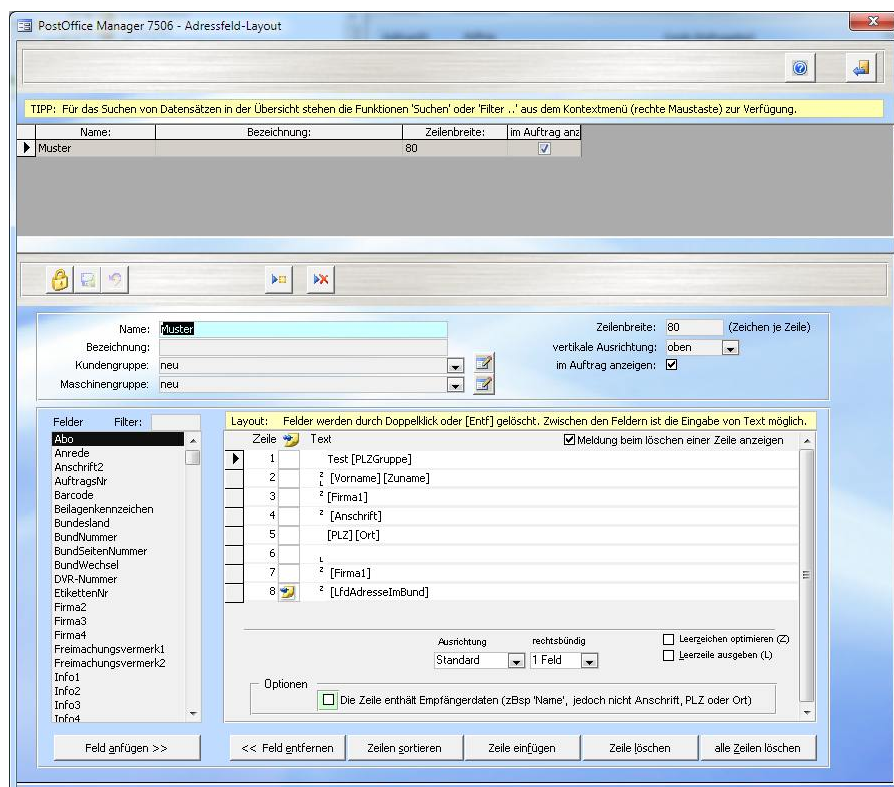 PostOffice Manager 7506 - Adressfeld-Layout
TIPP: Für das Suchen von Datensätzen in der Übersicht stehen die Funktionen 'Suchen' oder 'Filter ..' aus dem Kontextmenü (rechte Maustaste) zur Verfügung.
Name: Bezeichnung: Zeilenbreite: im Auftrag anz
Muster 80
Name: Muster Zeilenbreite: 80 (Zeichen je Zeile)
Bezeichnung: vertikale Ausrichtung: oben
Kundengruppe: neu im Auftrag anzeigen:
Maschinengruppe: neu
Felder Filter:
Abo
Anrede
Anschrift2
AuftragsNr
Barcode
Beilagenkennzeichen
Bundesland
BundNummer
BundSeitenNummer
BundWechsel
DVR-Nummer
EtikettenNr
Firma2
Firma3
Firma4
Freimachungsvermerk1
Freimachungsvermerk2
Info1
Info2
Info3
Info4
Feld anfügen >>
Layout: Felder werden durch Doppelklick oder [Entf] gelöscht. Zwischen den Feldern ist die Eingabe von Text möglich.
Zeile Text Meldung beim löschen einer Zeile anzeigen
1 Test [PLZGruppe]
2 Z L [Vorname] [Zuname]
3 Z [Firma1]
4 Z [Anschrift]
5 [PLZ] [Ort]
6 L
7 Z [Firma1]
8 Z [LfdAdresseImBund]
Ausrichtung rechtsbündig
Standard 1 Feld
Leerzeichen optimieren (Z)
Leerzeile ausgeben (L)
Optionen
Die Zeile enthält Empfängerdaten (zBsp 'Name', jedoch nicht Anschrift, PLZ oder Ort)
<< Feld entfernen Zeilen sortieren Zeile einfügen Zeile löschen alle Zeilen löschen